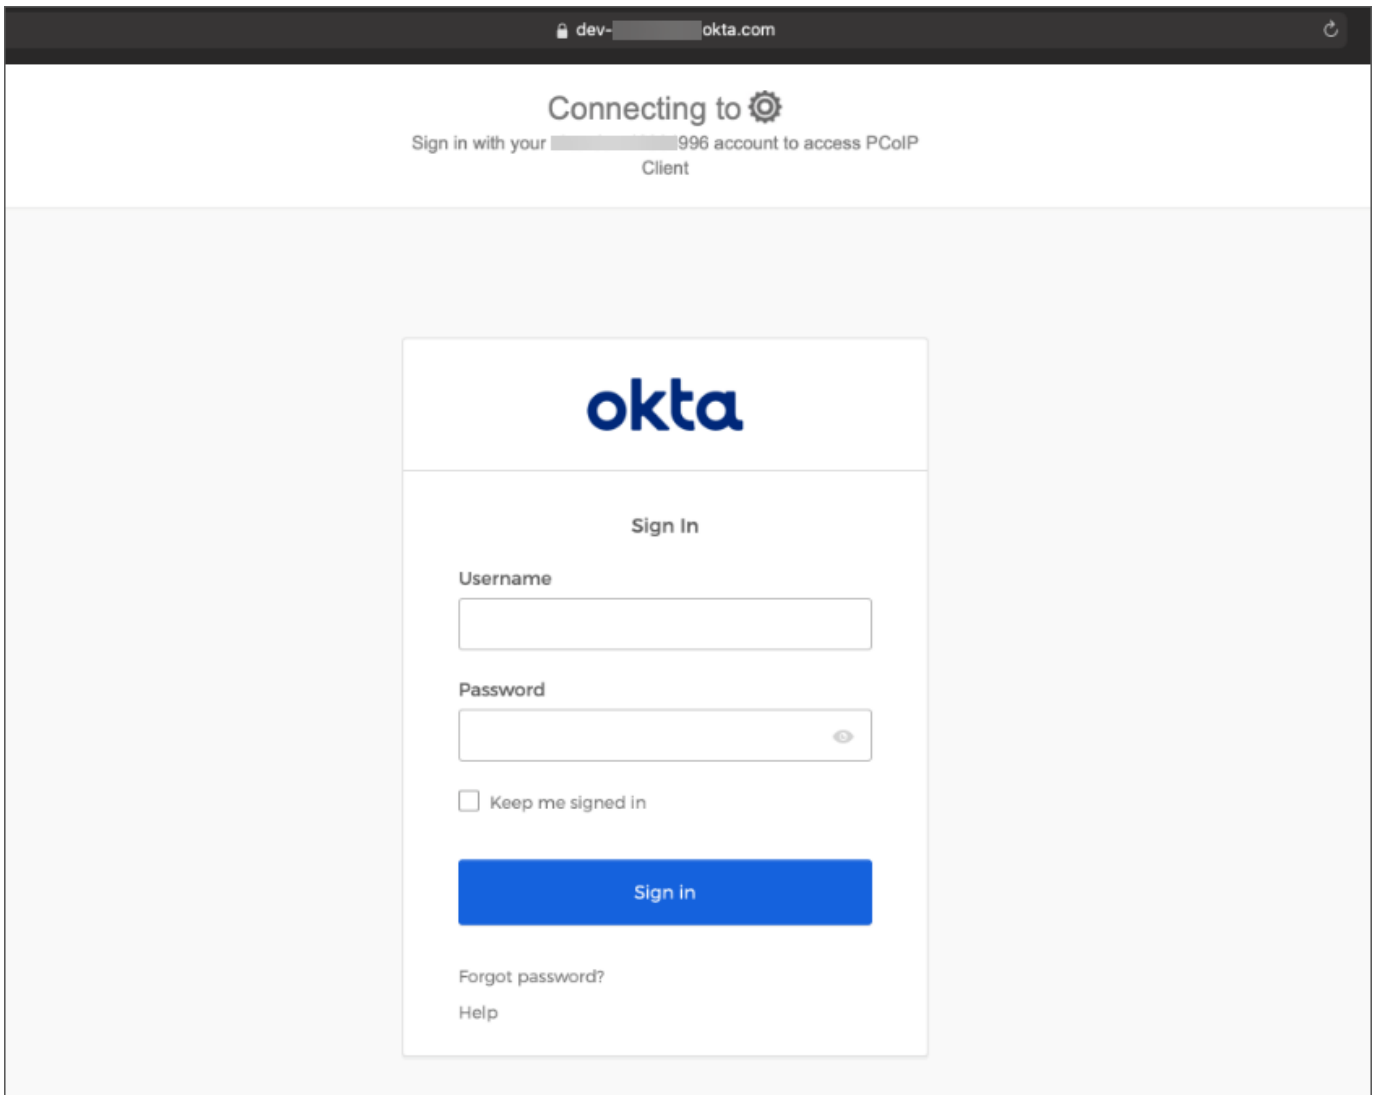 dev- okta.com
Connecting to
Sign in with your 996 account to access PCoIP
Client
okta
Sign In
Username
Password
Keep me signed in
Sign in
Forgot password?
Help